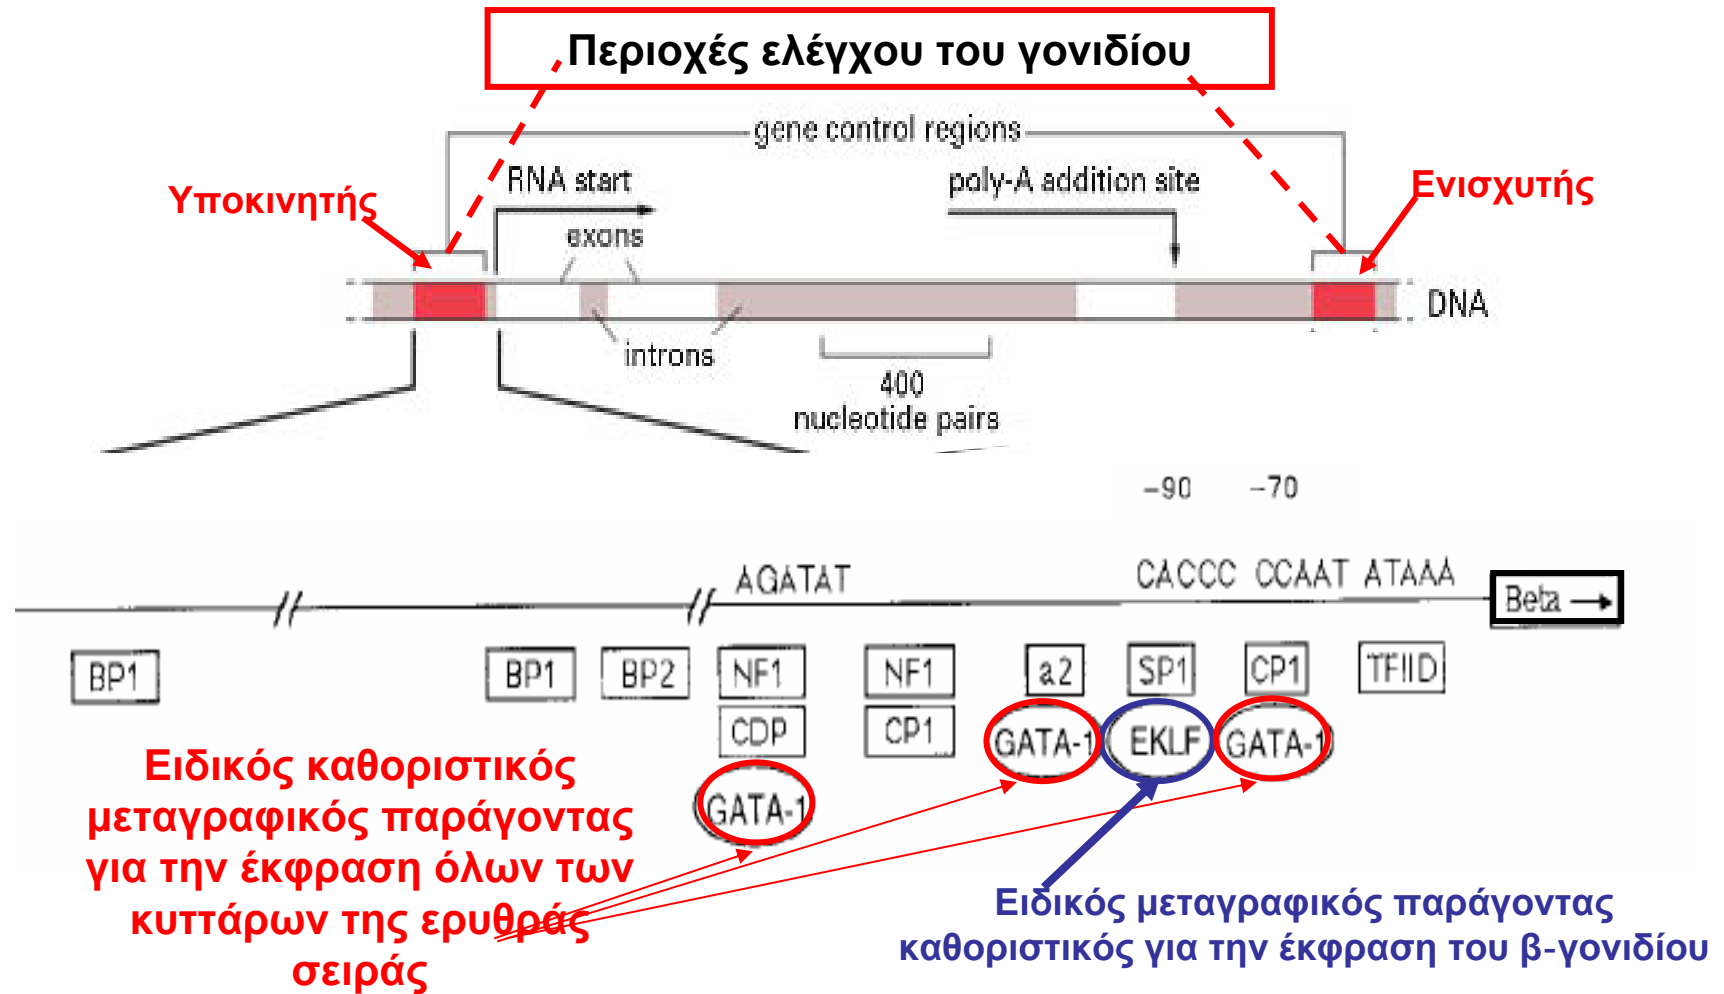 Περιοχές ελέγχου του γονιδίου
gene control regions
Υποκινητής
RNA start
poly-A addition site
Ενισχυτής
exons
DNA
introns
400
nucleotide pairs
-90 -70
AGATAT CACCC CCAAT ATAAA
Beta →
BP1 BP1 BP2 NF1 NF1 a2 SP1 CP1 TFIID
CDP CP1 GATA-1 EKLF GATA-1
GATA-1
Ειδικός καθοριστικός
μεταγραφικός παράγοντας
για την έκφραση όλων των
κυττάρων της ερυθράς
σειράς
Ειδικός μεταγραφικός παράγοντας
καθοριστικός για την έκφραση του β-γονιδίου